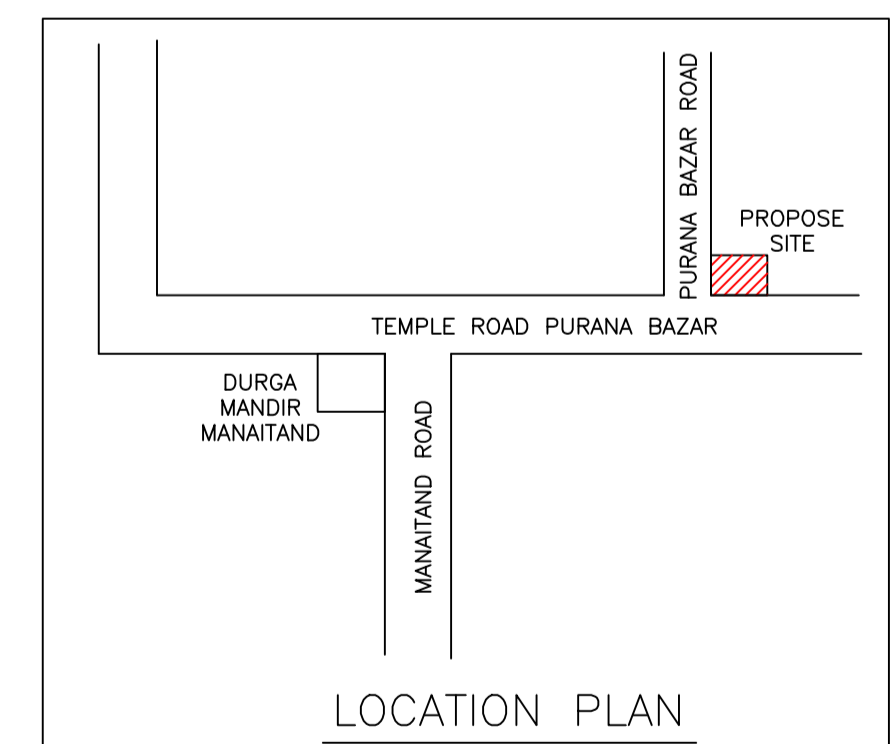 PURANA BAZAR ROAD
PROPOSE
SITE
TEMPLE ROAD PURANA BAZAR
DURGA
MANDIR
MANAITAND
MANAITAND ROAD
LOCATION PLAN